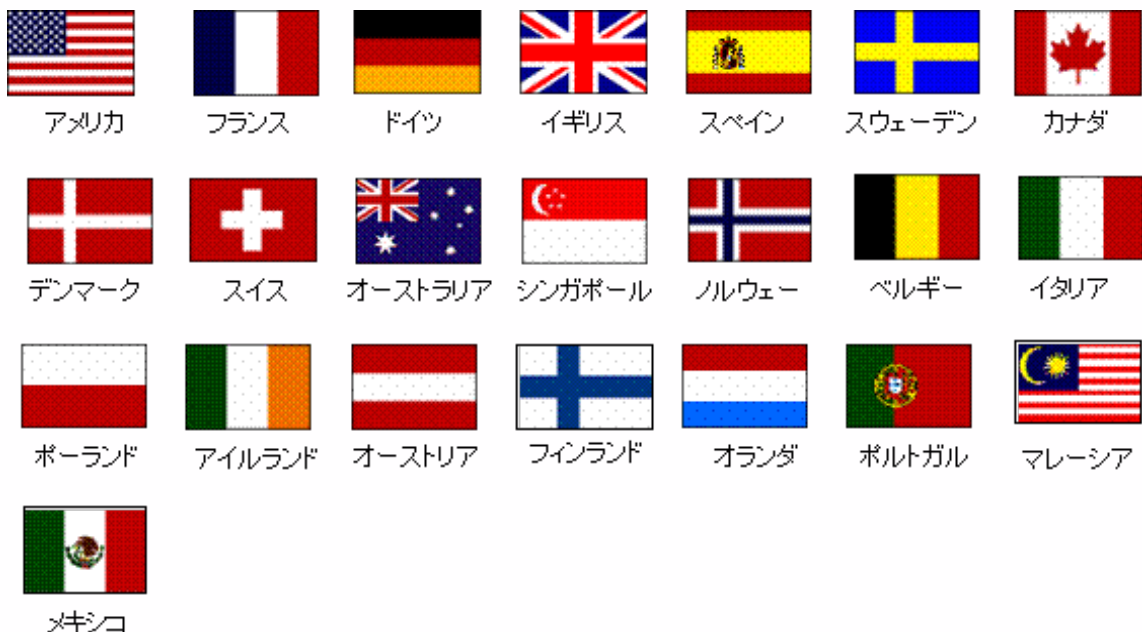 アメリカ フランス ドイツ イギリス スペイン スウェーデン カナダ
デンマーク スイス オーストラリア シンガポール ノルウェー ベルギー イタリア
ポーランド アイルランド オーストリア フィンランド オランダ ポルトガル マレーシア
メキシコ